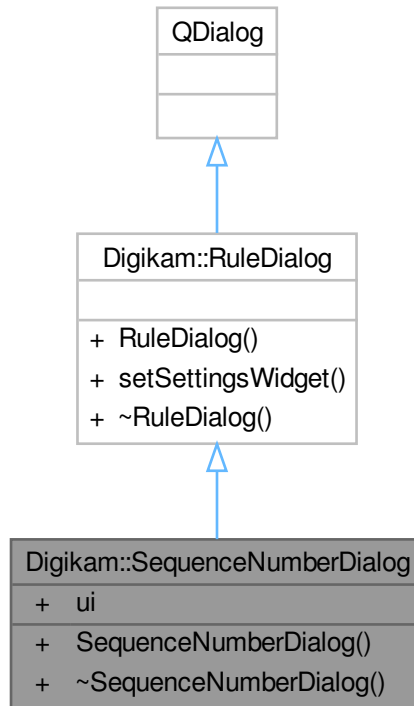 QDialog
Digikam::RuleDialog
+ RuleDialog()
+ setSettingsWidget()
+ ~RuleDialog()
Digikam::SequenceNumberDialog
+ ui
+ SequenceNumberDialog()
+ ~SequenceNumberDialog()